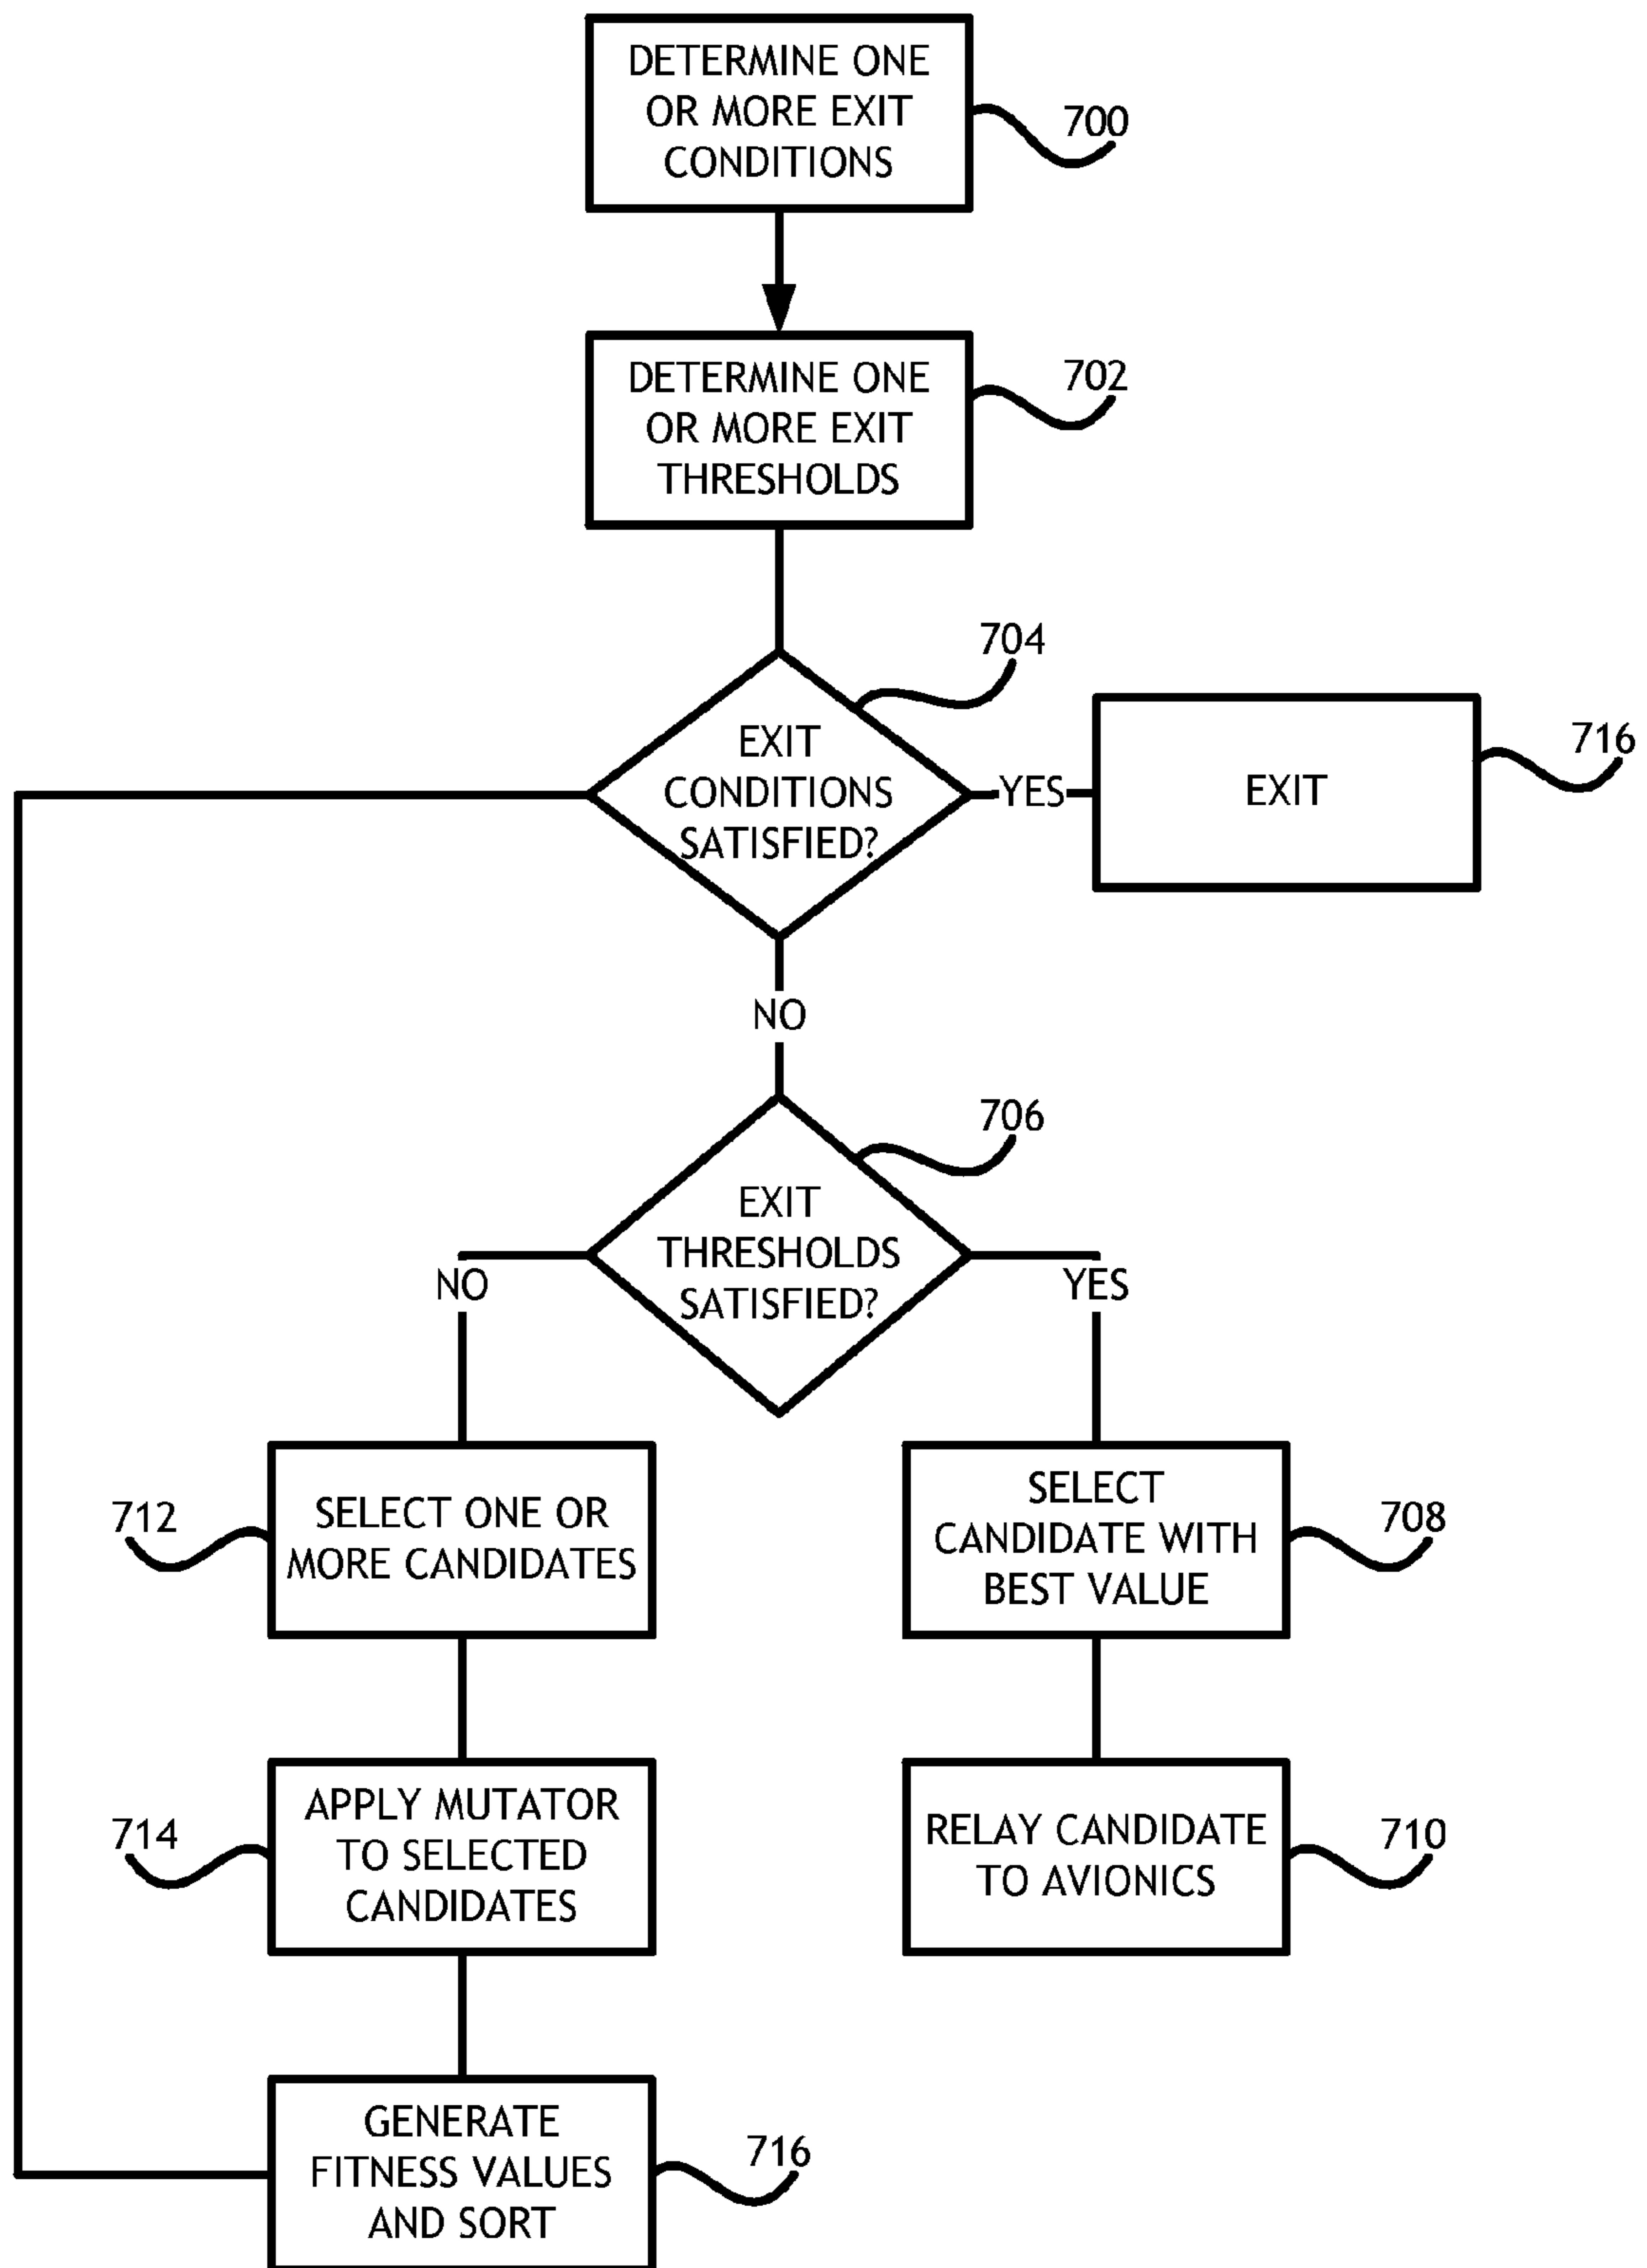 DETERMINE ONE
OR MORE EXIT
CONDITIONS
700
DETERMINE ONE
OR MORE EXIT
THRESHOLDS
702
704
EXIT
CONDITIONS
SATISFIED?
YES
EXIT
716
NO
706
EXIT
THRESHOLDS
SATISFIED?
NO
YES
712
SELECT ONE OR
MORE CANDIDATES
SELECT
CANDIDATE WITH
BEST VALUE
708
714
APPLY MUTATOR
TO SELECTED
CANDIDATES
RELAY CANDIDATE
TO AVIONICS
710
GENERATE
FITNESS VALUES
AND SORT
716